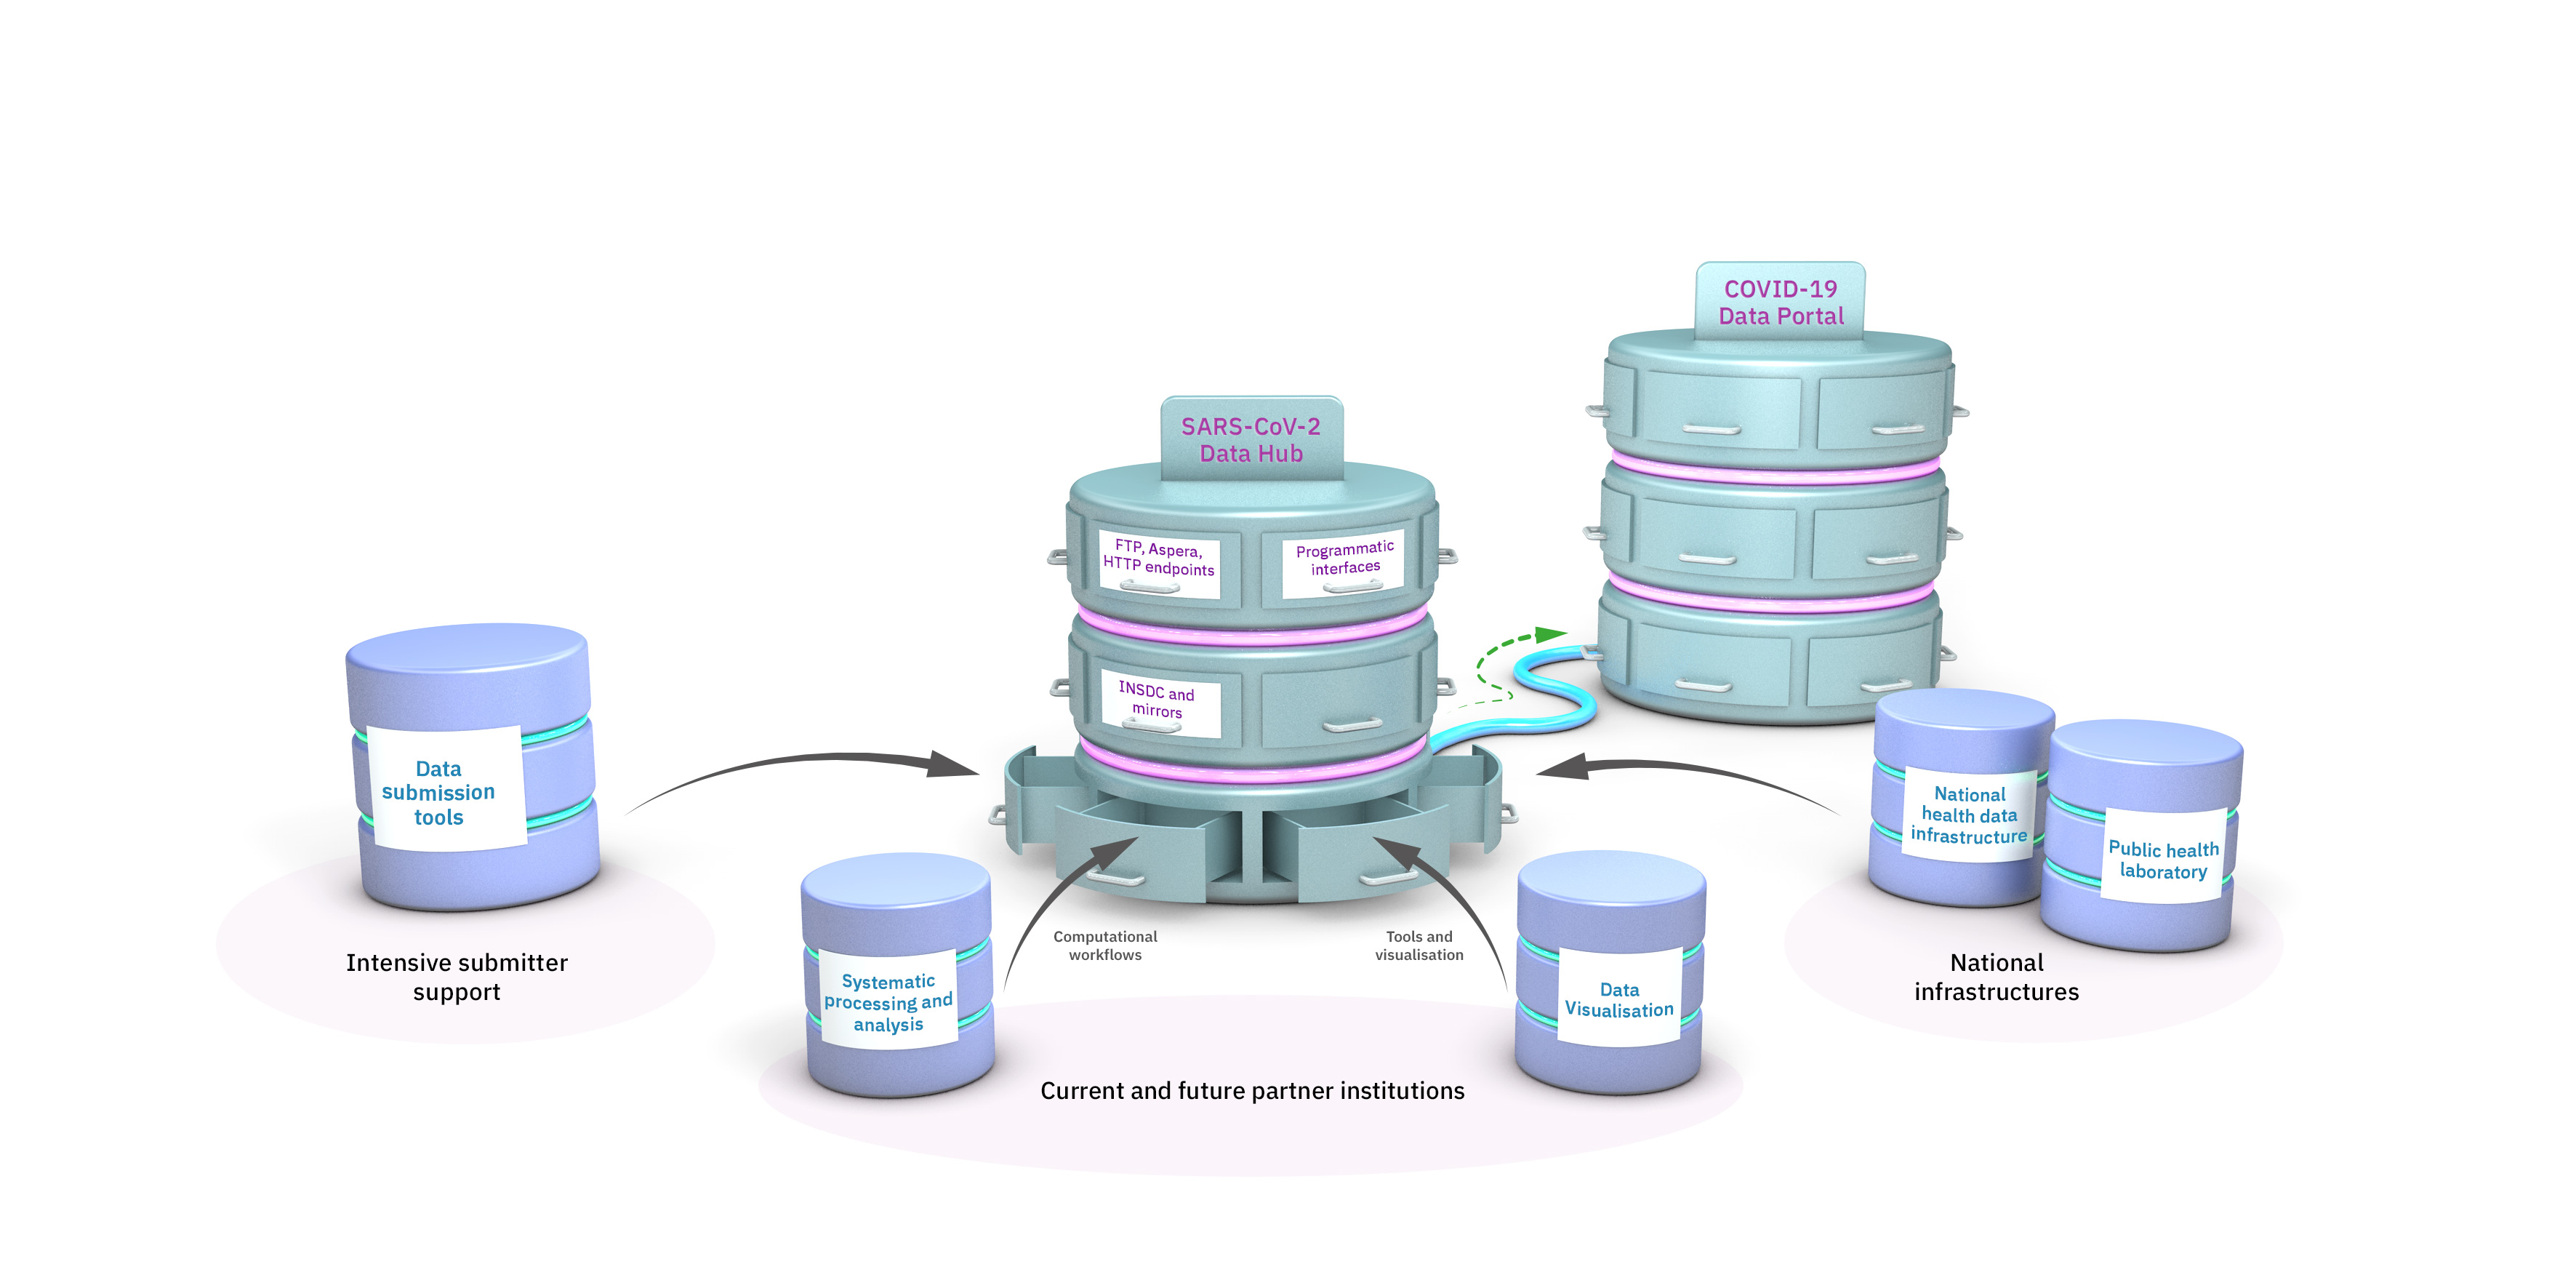 COVID-19
Data Portal
SARS-CoV-2
Data Hub
FTP, Aspera,
HTTP endpoints
Programmatic
interfaces
INSDC and
mirrors
Data
submission
tools
Intensive submitter
support
Systematic
processing and
analysis
Computational
workflows
Tools and
visualisation
Data
Visualisation
Current and future partner institutions
National
health data
infrastructure
Public health
laboratory
National
infrastructures